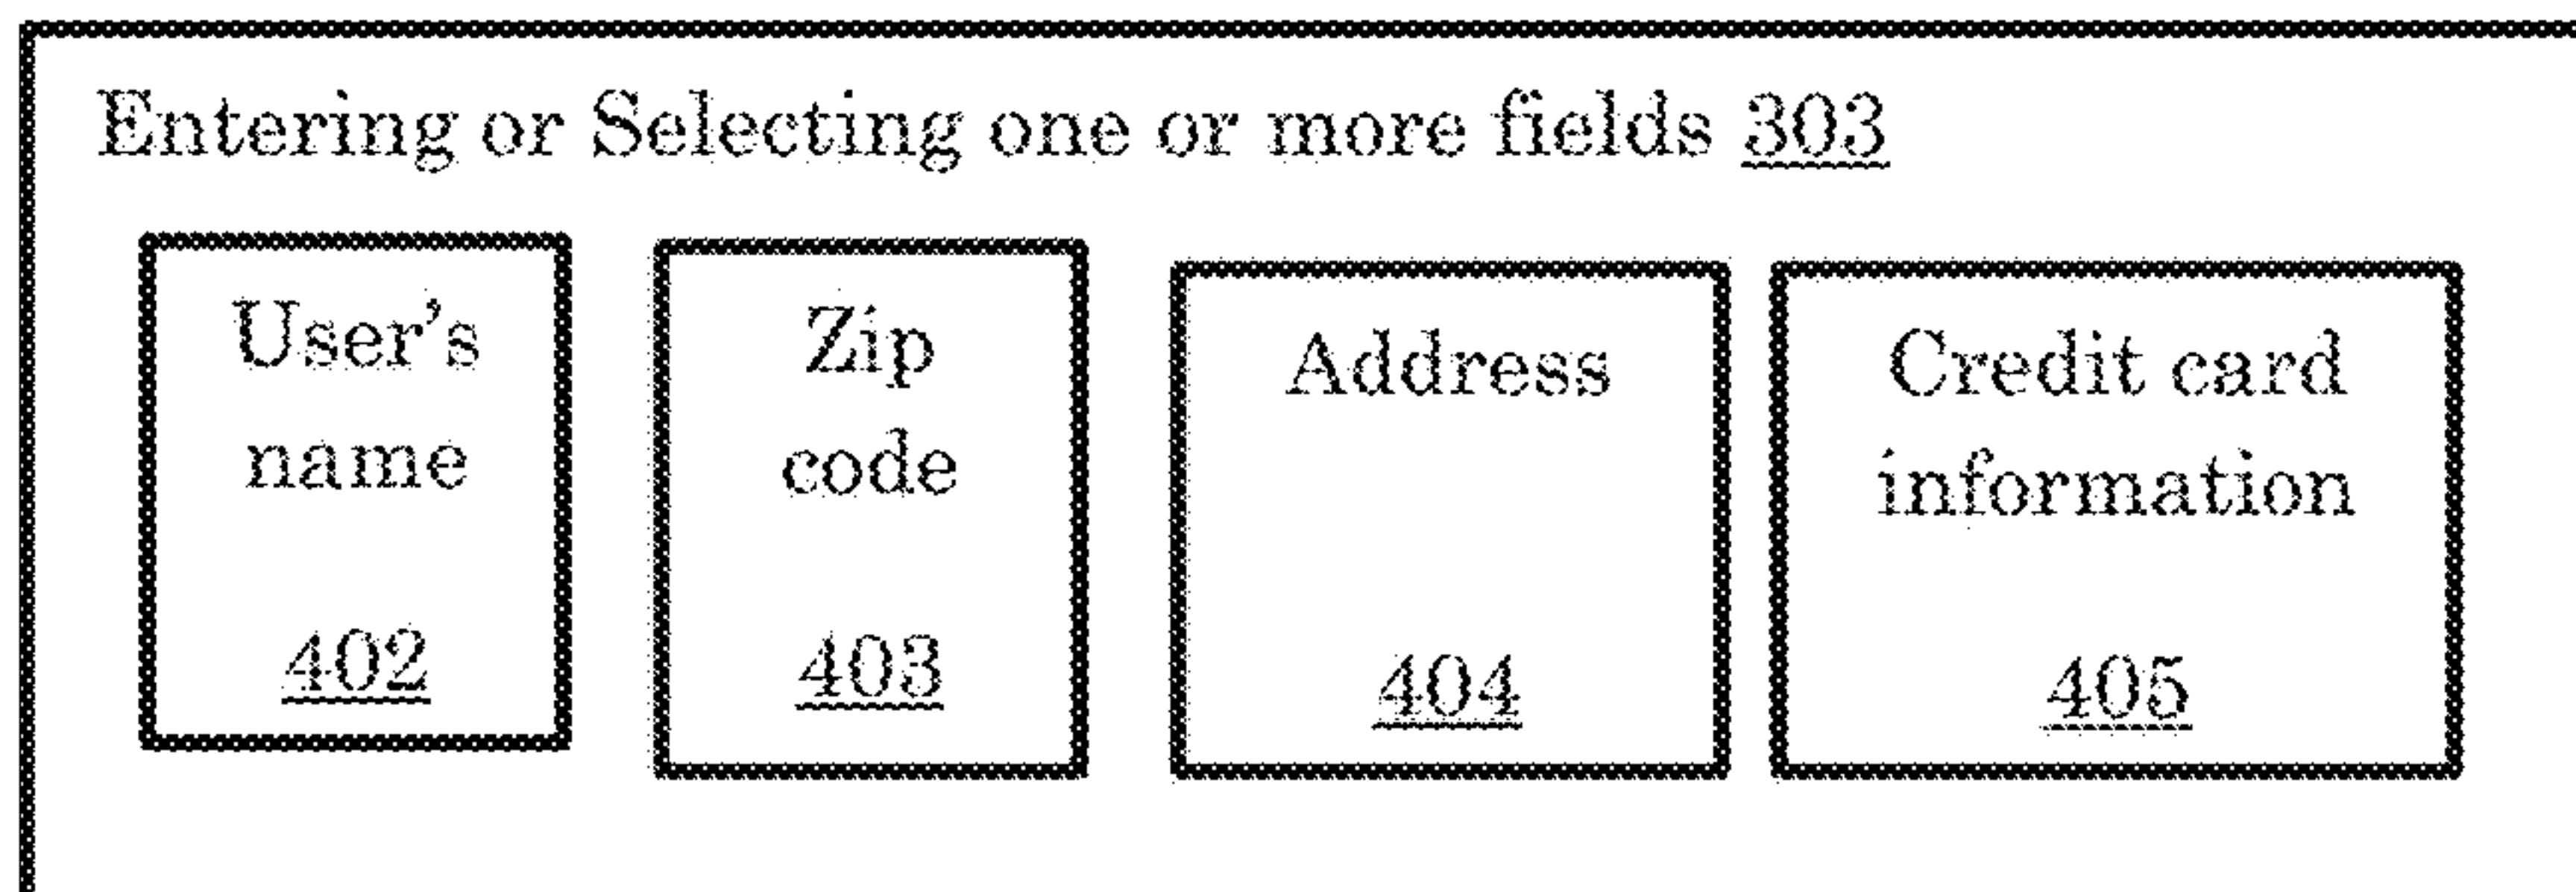 Entering or Selecting one or more fields 303
User's
name
402
Zip
code
403
Address
404
Credit card
information
405